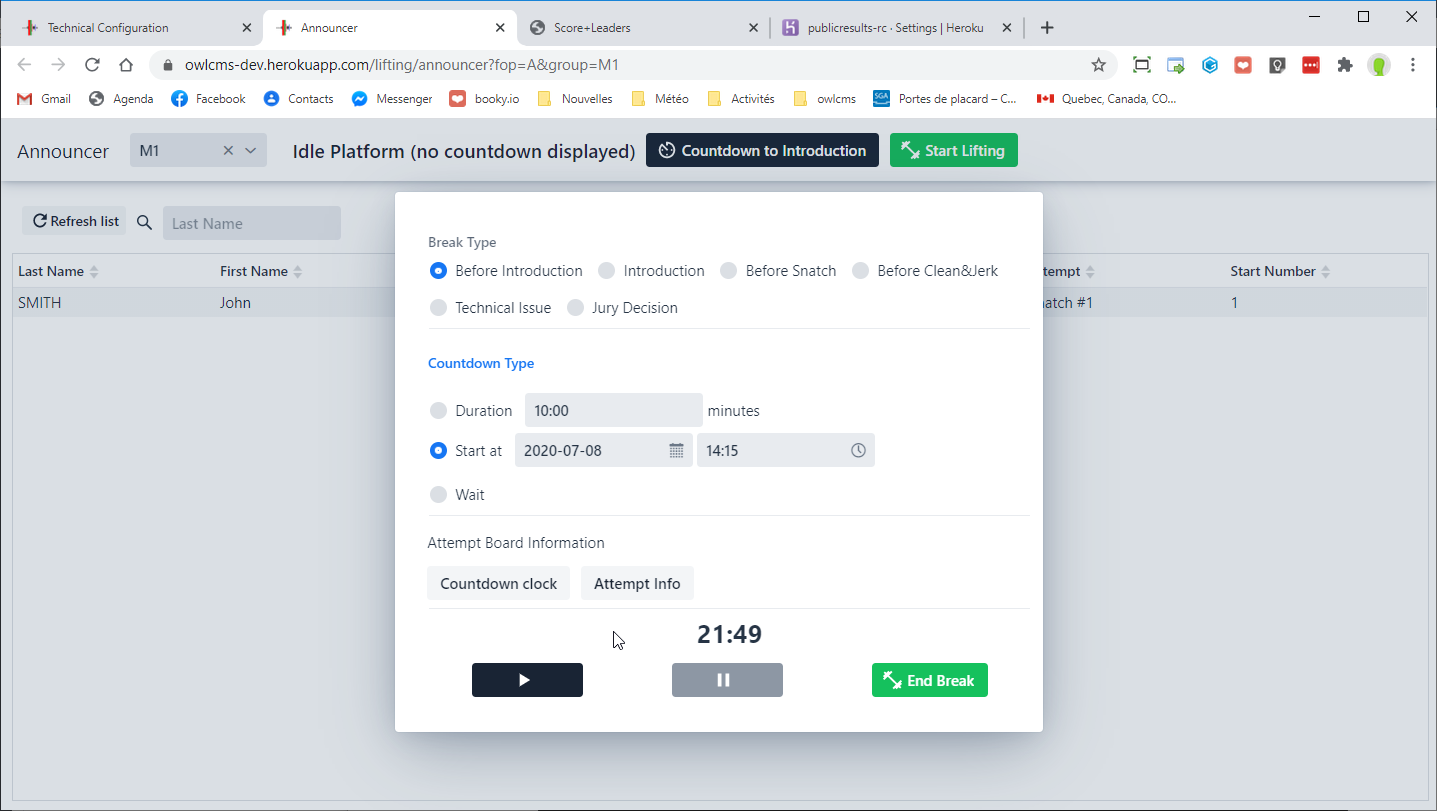 Technical Configuration
Announcer
Score+Leaders
publicresults-rc · Settings | Heroku
owlcms-dev.herokuapp.com/lifting/announcer?fop=A&group=M1
Gmail
Agenda
Facebook
Contacts
Messenger
booky.io
Nouvelles
Météo
Activités
owlcms
SGA
Portes de placard – C...
Quebec, Canada, CO...
Announcer
M1
Idle Platform (no countdown displayed)
Countdown to Introduction
Start Lifting
Refresh list
Last Name
Last Name
First Name
tempt
Start Number
SMITH
John
atch #1
1
Break Type
Before Introduction
Introduction
Before Snatch
Before Clean&Jerk
Technical Issue
Jury Decision
Countdown Type
Duration
10:00
minutes
Start at
2020-07-08
14:15
Wait
Attempt Board Information
Countdown clock
Attempt Info
21:49
End Break